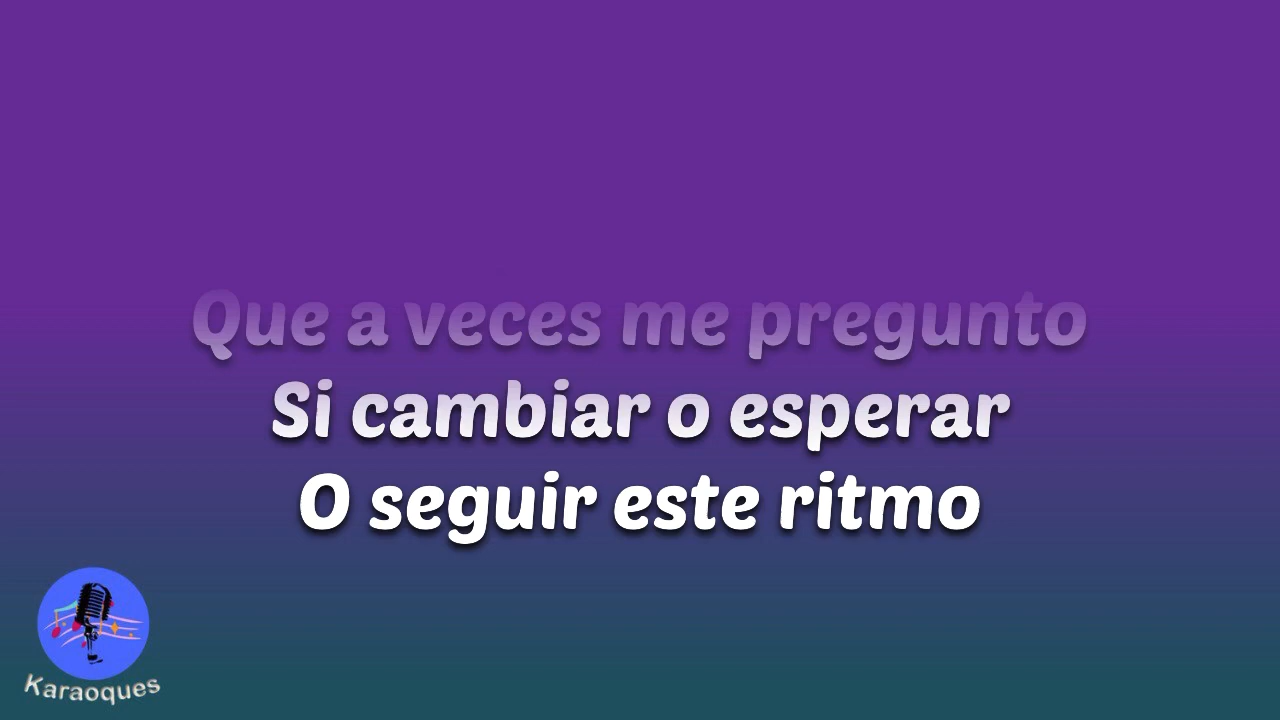 Que a veces me pregunto
Si cambiar o esperar
O seguir este ritmo
Karaoques